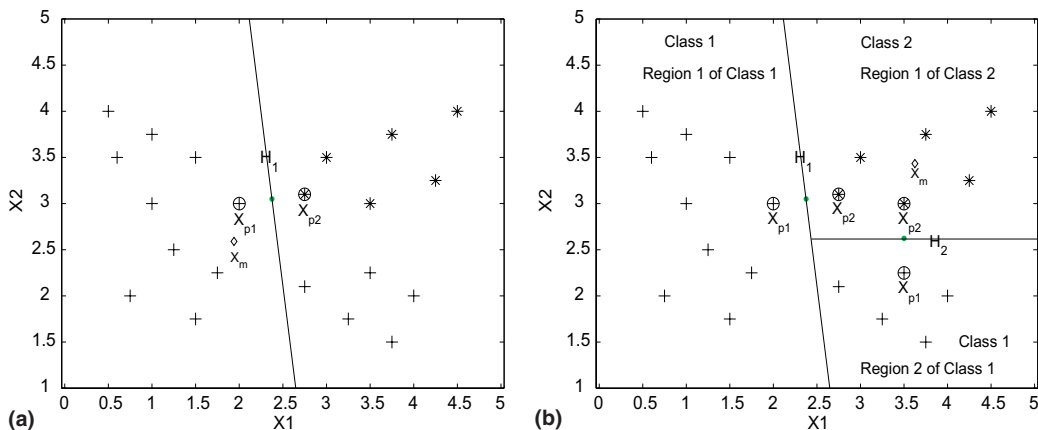 5
4.5
4
3.5
3
2.5
2
1.5
1
X2
H1
Xp1
Xp2
Xm
0 0.5 1 1.5 2 2.5 3 3.5 4 4.5 5
X1
(a)
5
4.5
4
3.5
3
2.5
2
1.5
1
X2
Class 1
Class 2
Region 1 of Class 1
Region 1 of Class 2
H1
Xm
Xp1
Xp2
Xp2
H2
Xp1
Class 1
Region 2 of Class 1
0 0.5 1 1.5 2 2.5 3 3.5 4 4.5 5
X1
(b)